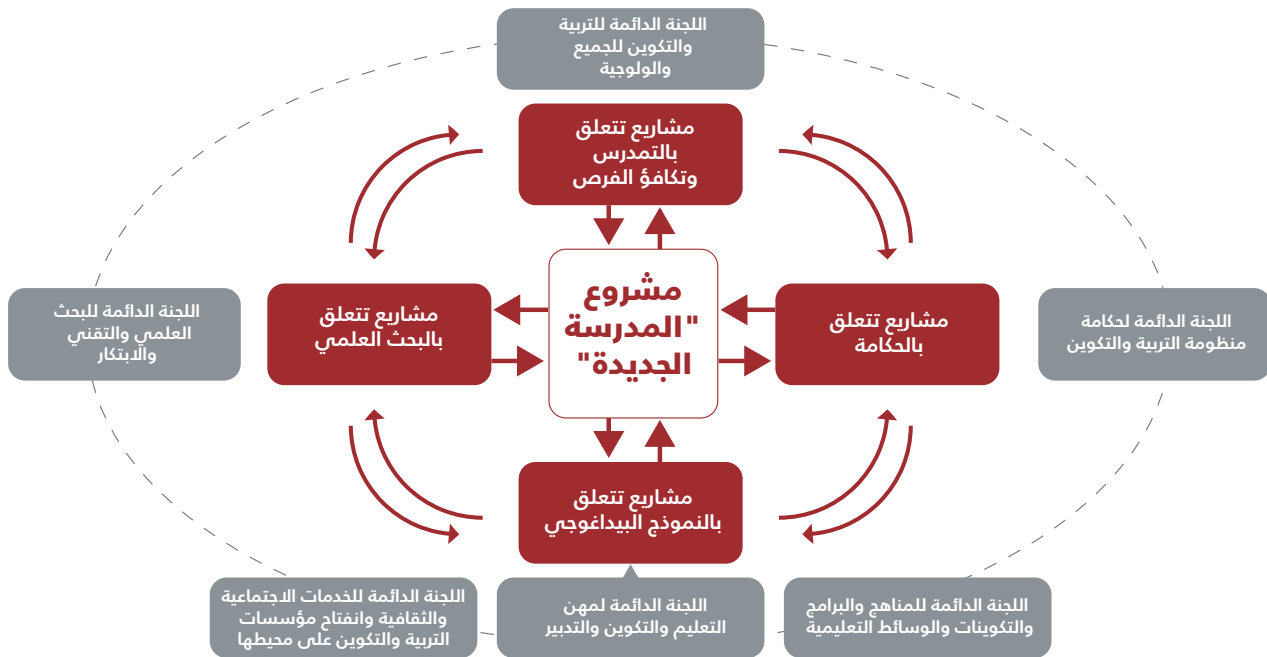 اللجنة الدائمة للتربية
والتكوين للجميع
والولوجية
مشاريع تتعلق
بالتمدرس
وتكافؤ الفرص
اللجنة الدائمة لحكامة
منظومة التربية والتكوين
مشاريع تتعلق
بالحكامة
مشروع
"المدرسة
الجديدة"
مشاريع تتعلق
بالبحث العلمي
اللجنة الدائمة للبحث
العلمي والتقني
والابتكار
مشاريع تتعلق
بالنموذج البيداغوجي
اللجنة الدائمة للمناهج والبرامج
والتكوينات والوسائط التعليمية
اللجنة الدائمة لمهن
التعليم والتكوين والتدبير
اللجنة الدائمة للخدمات الاجتماعية
والثقافية وانفتاح مؤسسات
التربية والتكوين على محيطها